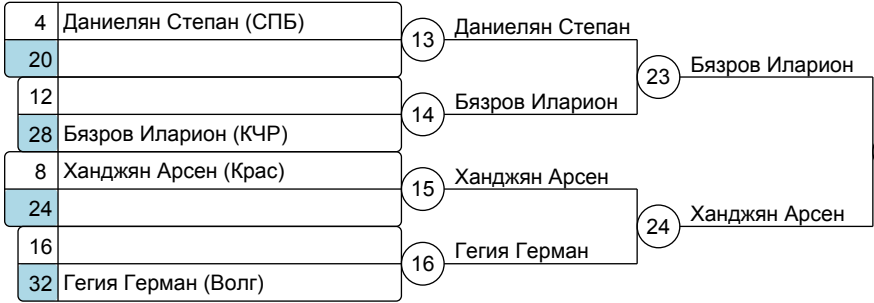 4 Даниелян Степан (СПБ)
20
12
28 Бязров Иларион (КЧР)
8 Ханджян Арсен (Крас)
24
16
32 Гегия Герман (Волг)
13 Даниелян Степан
14 Бязров Иларион
15 Ханджян Арсен
16 Гегия Герман
23 Бязров Иларион
24 Ханджян Арсен